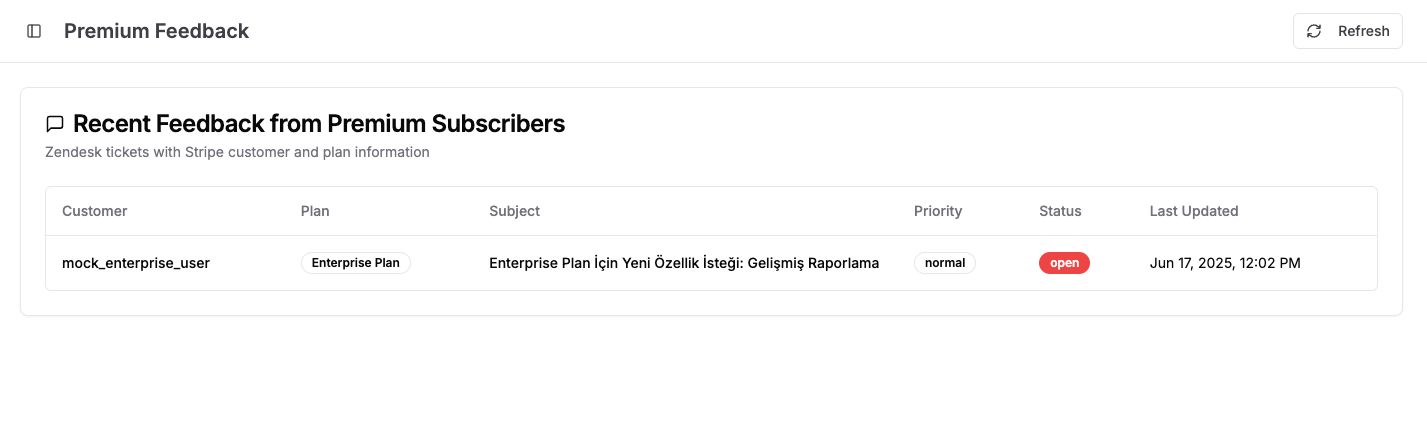 Premium Feedback
Refresh
Recent Feedback from Premium Subscribers
Zendesk tickets with Stripe customer and plan information
Customer Plan Subject Priority Status Last Updated
mock_enterprise_user Enterprise Plan Enterprise Plan İçin Yeni Özellik İsteği: Gelişmiş Raporlama normal open Jun 17, 2025, 12:02 PM